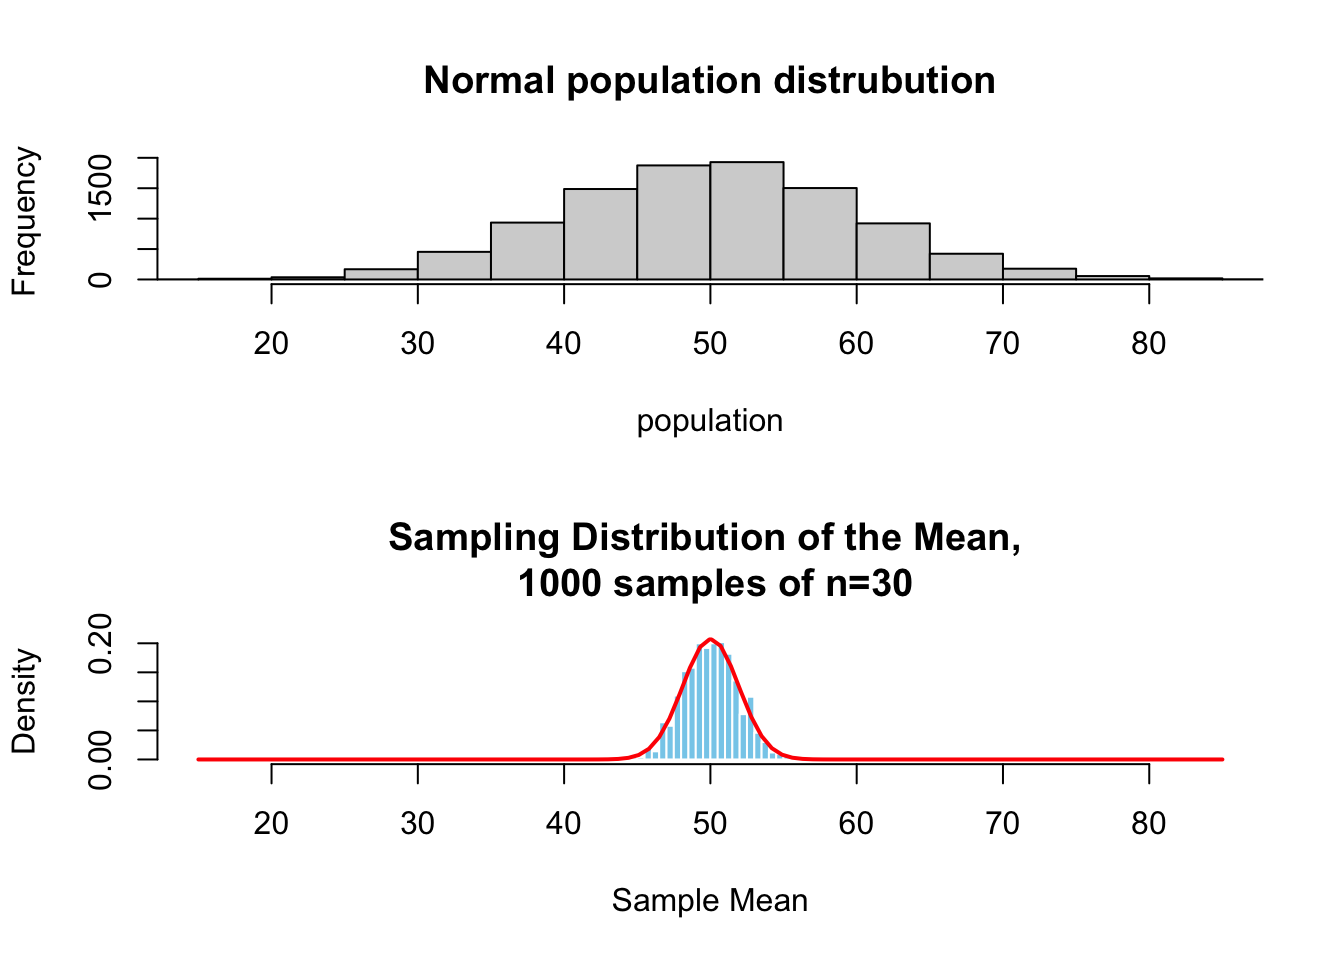 Normal population distrubution
Frequency
1500
0
20 30 40 50 60 70 80
population
Sampling Distribution of the Mean,
1000 samples of n=30
Density
0.20
0.00
20 30 40 50 60 70 80
Sample Mean